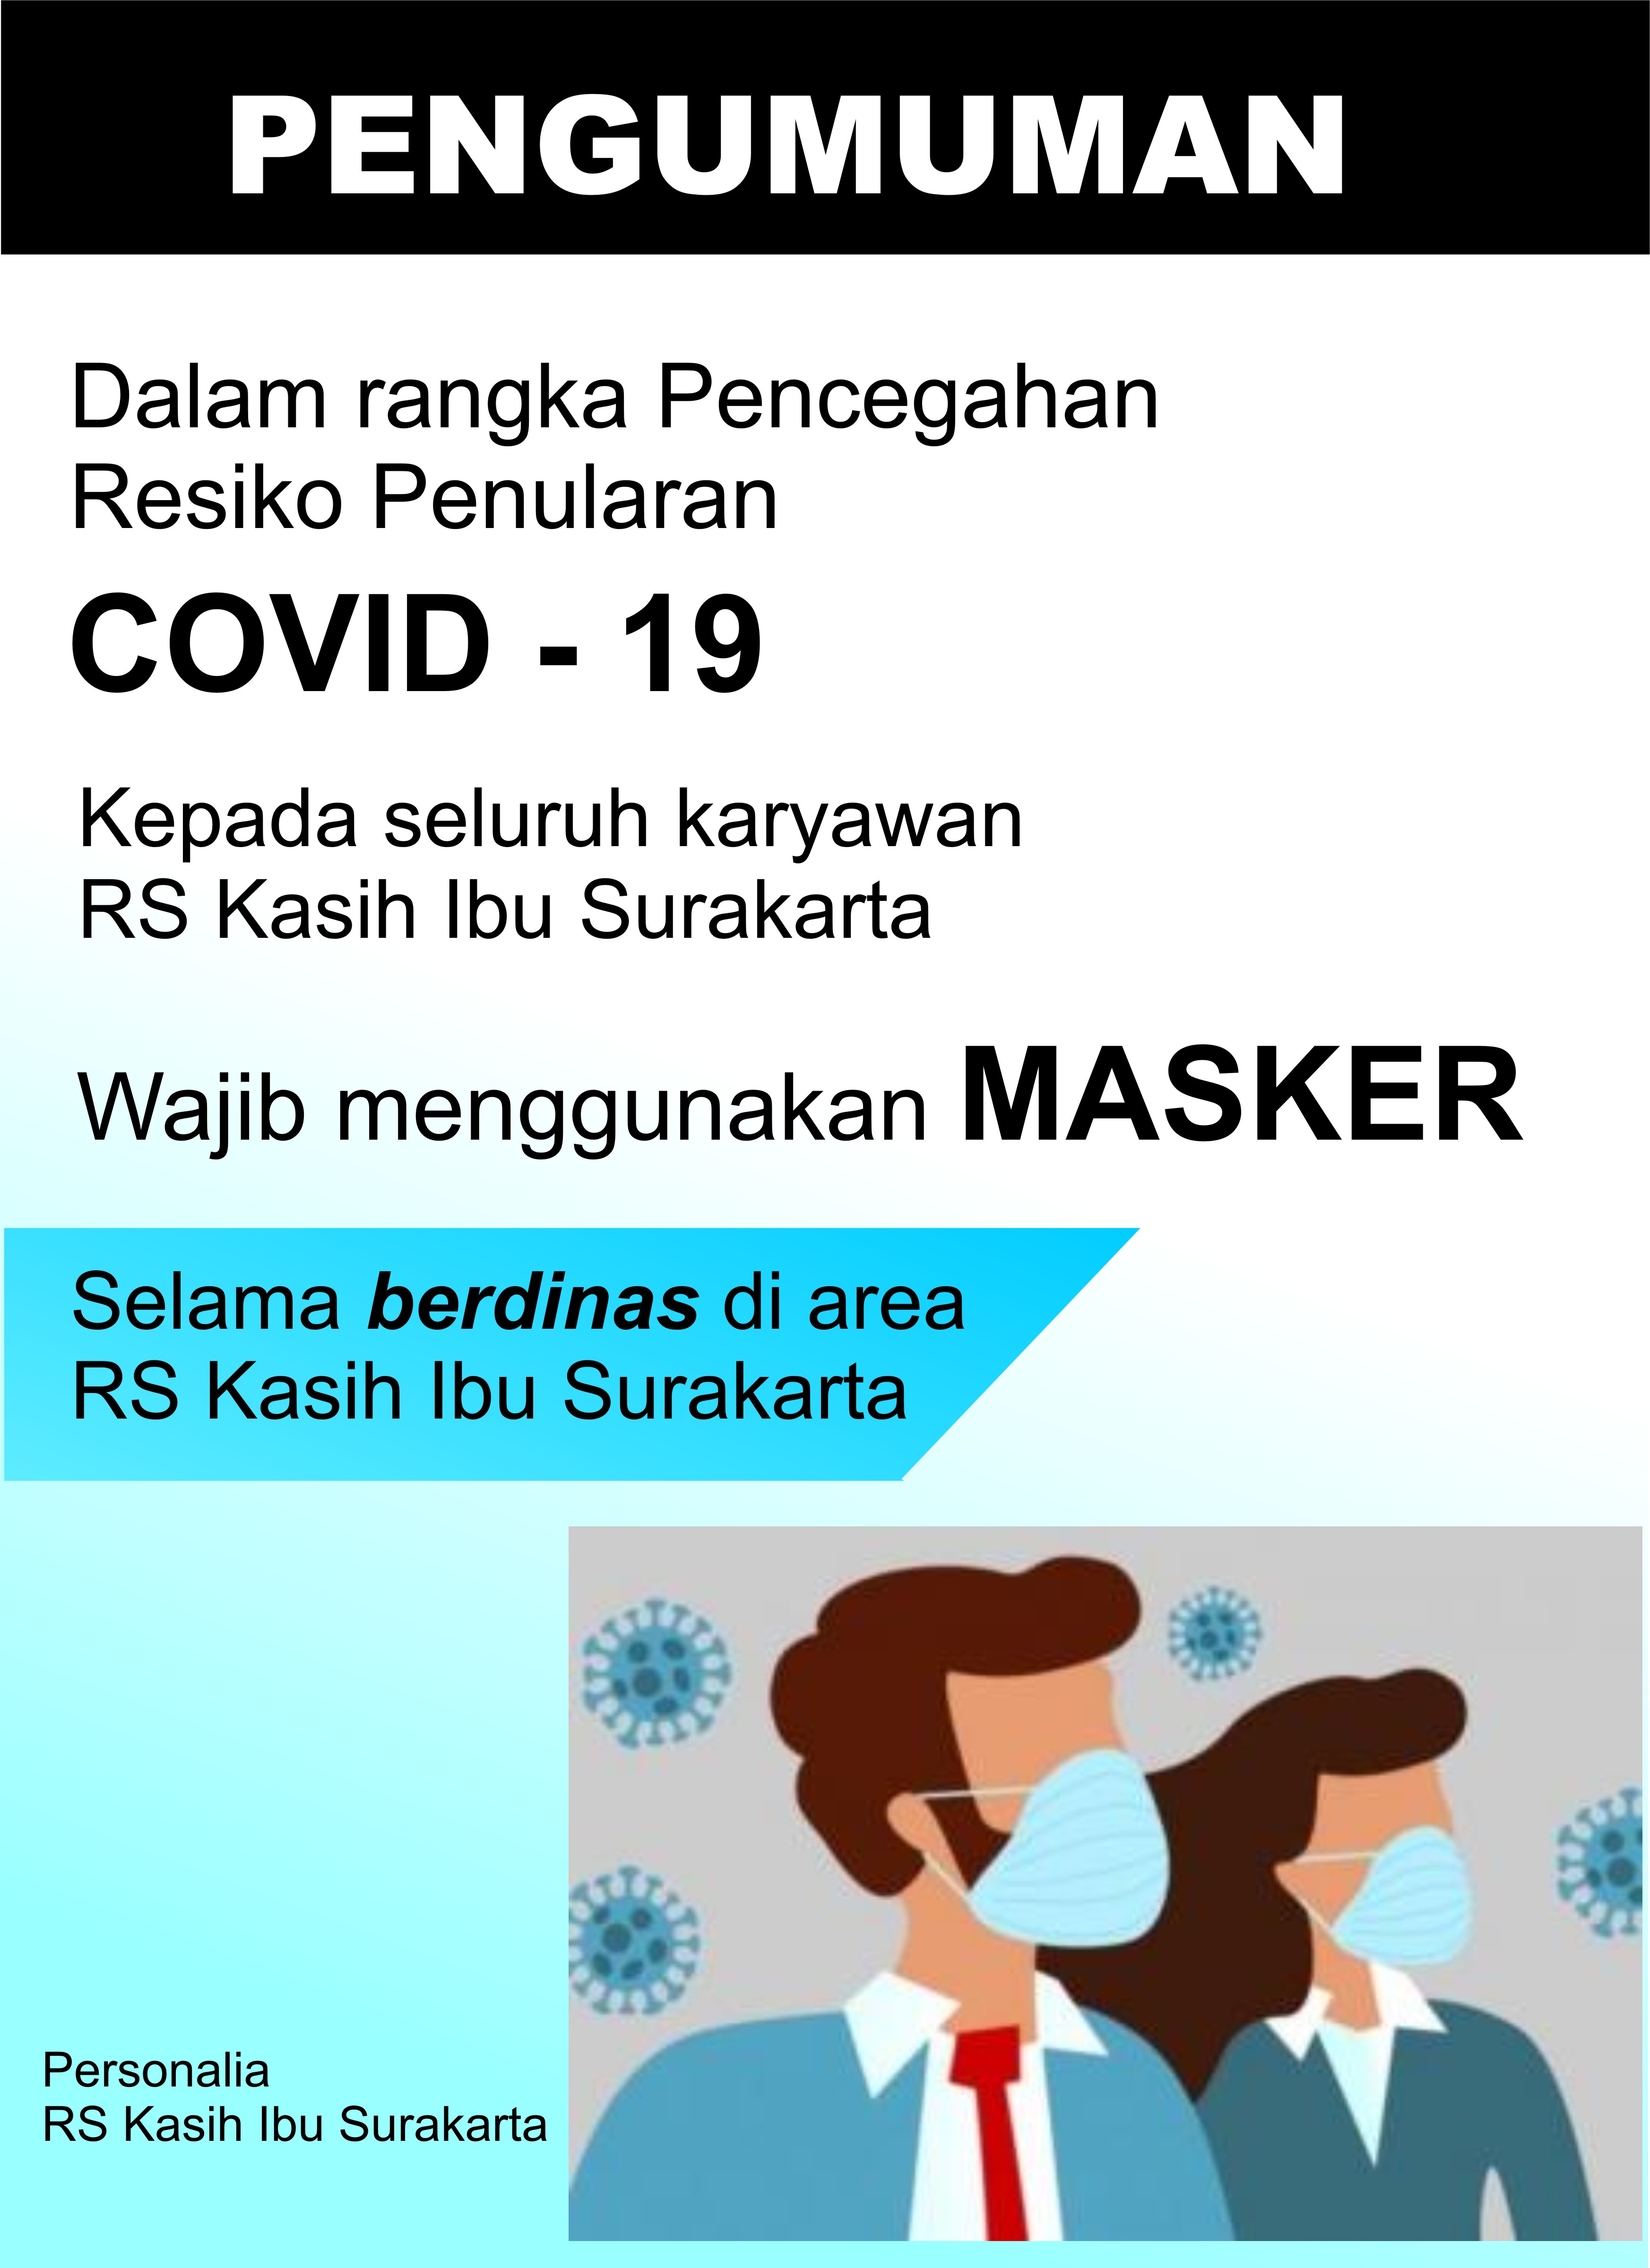 PENGUMUMAN
Dalam rangka Pencegahan
Resiko Penularan
COVID - 19
Kepada seluruh karyawan
RS Kasih Ibu Surakarta
Wajib menggunakan MASKER
Selama berdinas di area
RS Kasih Ibu Surakarta
Personalia
RS Kasih Ibu Surakarta